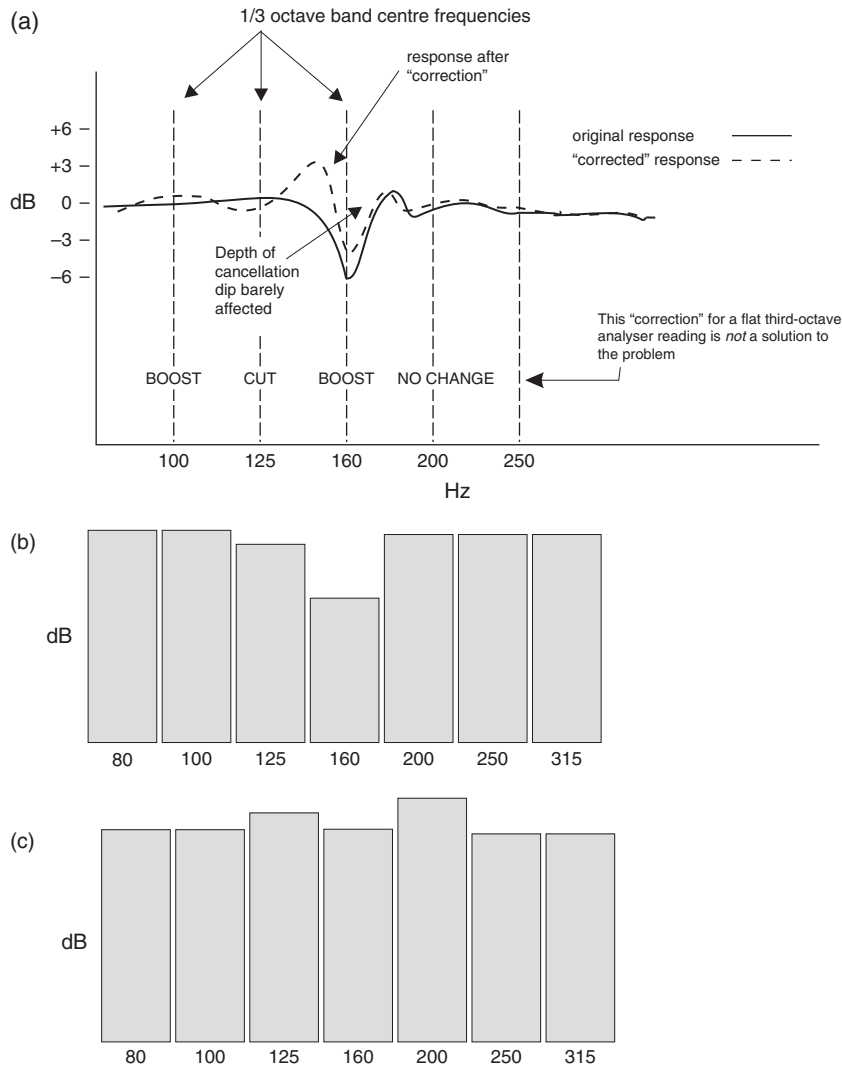 (a)
1/3 octave band centre frequencies
response after
“correction”
+6
+3
dB
0
−3
−6
original response
“corrected” response
Depth of
cancellation
dip barely
affected
This “correction” for a flat third-octave
analyser reading is not a solution to
the problem
BOOST CUT BOOST NO CHANGE
100 125 160 200 250
Hz
(b)
dB
80 100 125 160 200 250 315
(c)
dB
80 100 125 160 200 250 315